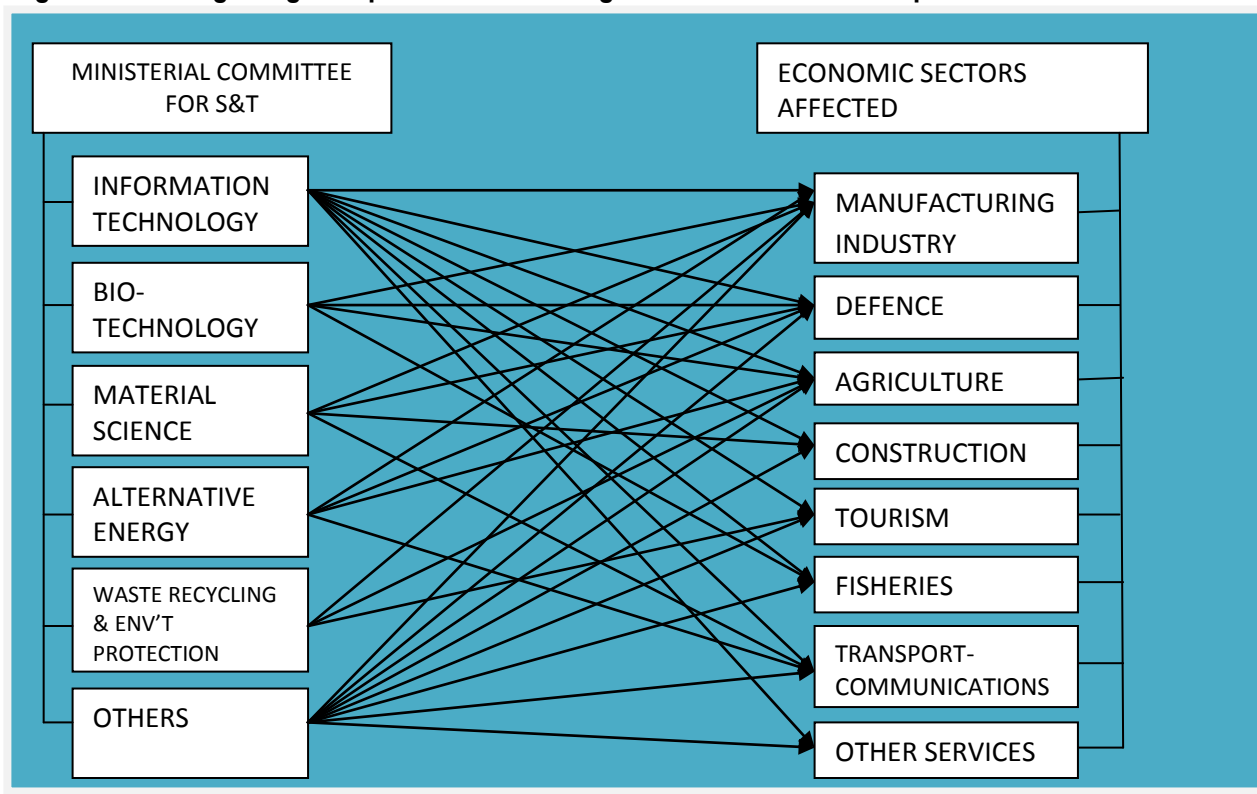 MINISTERIAL COMMITTEE
FOR S&T
INFORMATION
TECHNOLOGY
BIO-
TECHNOLOGY
MATERIAL
SCIENCE
ALTERNATIVE
ENERGY
WASTE RECYCLING
& ENV’T
PROTECTION
OTHERS
ECONOMIC SECTORS
AFFECTED
MANUFACTURING
INDUSTRY
DEFENCE
AGRICULTURE
CONSTRUCTION
TOURISM
FISHERIES
TRANSPORT-
COMMUNICATIONS
OTHER SERVICES